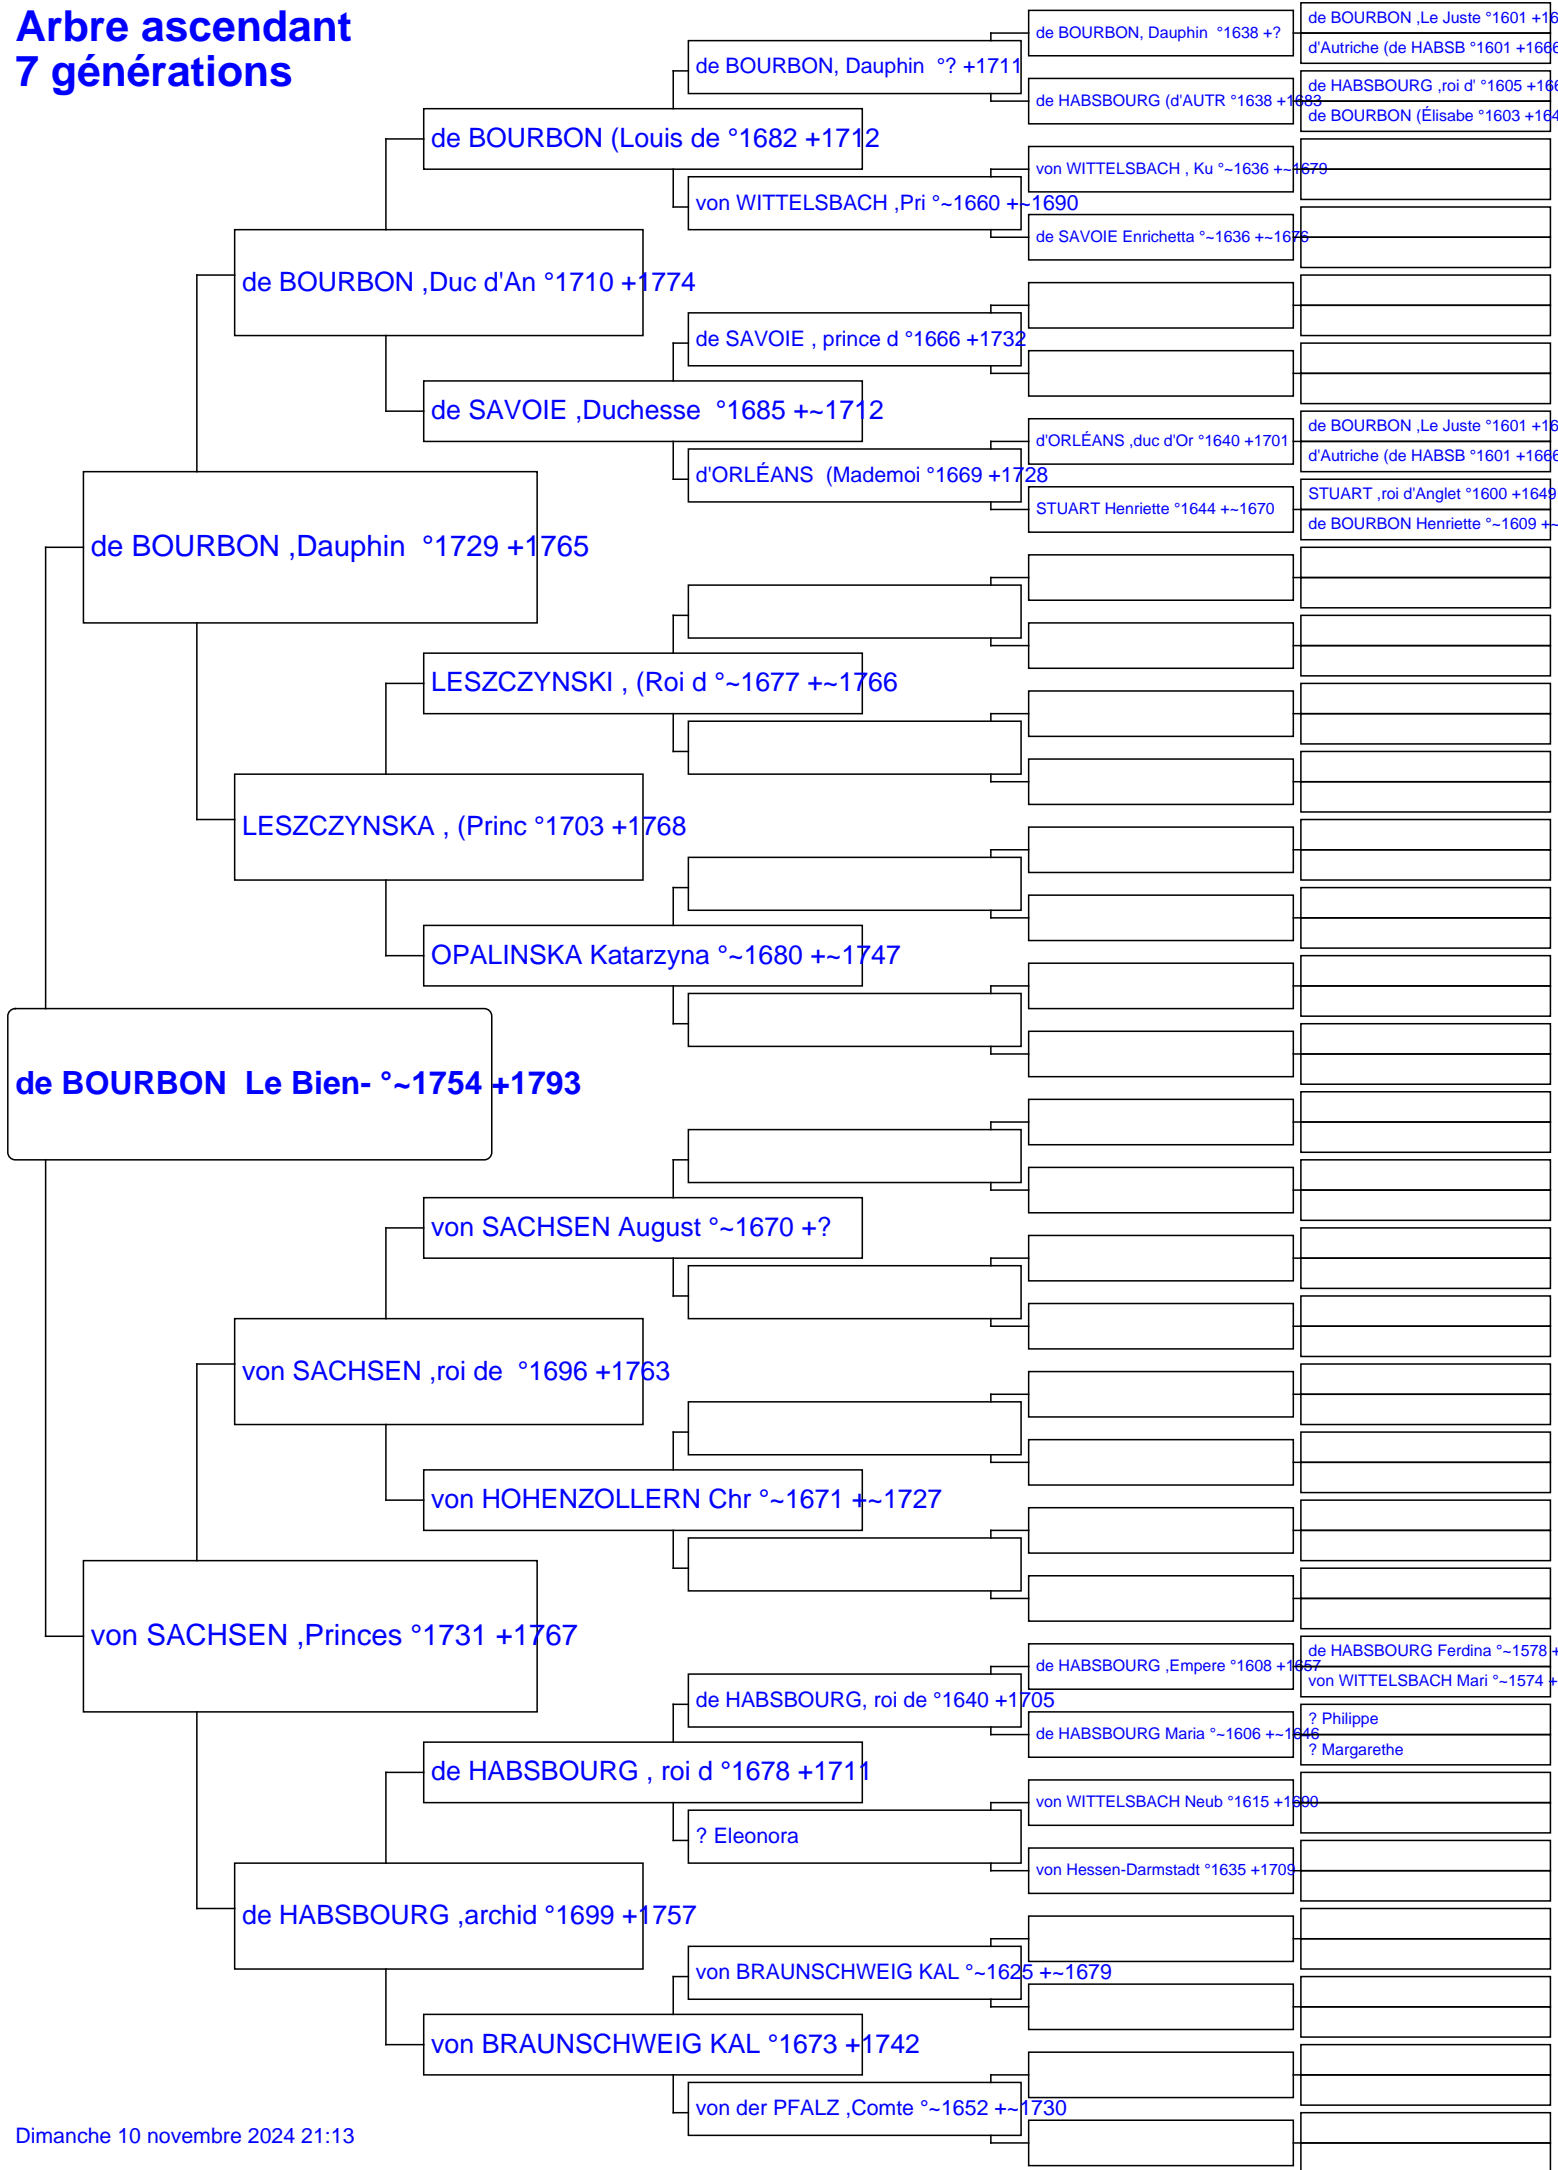 Arbre ascendant
7 générations
de BOURBON ,Le Juste °1601 +16
de BOURBON, Dauphin  °1638 +?
d'Autriche (de HABSB °1601 +1666
de BOURBON, Dauphin  °? +1711
de HABSBOURG ,roi d' °1605 +166
de HABSBOURG (d'AUTR °1638 +1683
de BOURBON (Élisabe °1603 +164
de BOURBON (Louis de °1682 +1712
von WITTELSBACH , Ku °~1636 +~1679
von WITTELSBACH ,Pri °~1660 +~1690
de SAVOIE Enrichetta °~1636 +~1676
de BOURBON ,Duc d'An °1710 +1774
de SAVOIE , prince d °1666 +1732
de SAVOIE ,Duchesse  °1685 +~1712
de BOURBON ,Le Juste °1601 +16
d'ORLÉANS ,duc d'Or °1640 +1701
d'Autriche (de HABSB °1601 +1666
d'ORLÉANS  (Mademoi °1669 +1728
STUART ,roi d'Anglet °1600 +1649
STUART Henriette °1644 +~1670
de BOURBON Henriette °~1609 +~
de BOURBON ,Dauphin  °1729 +1765
LESZCZYNSKI , (Roi d °~1677 +~1766
LESZCZYNSKA , (Princ °1703 +1768
OPALINSKA Katarzyna °~1680 +~1747
de BOURBON  Le Bien- °~1754 +1793
von SACHSEN August °~1670 +?
von SACHSEN ,roi de  °1696 +1763
von HOHENZOLLERN Chr °~1671 +~1727
von SACHSEN ,Princes °1731 +1767
de HABSBOURG Ferdina °~1578 +
de HABSBOURG ,Empere °1608 +1657
von WITTELSBACH Mari °~1574 +
de HABSBOURG, roi de °1640 +1705
? Philippe
de HABSBOURG Maria °~1606 +~1646
? Margarethe
de HABSBOURG , roi d °1678 +1711
von WITTELSBACH Neub °1615 +1690
? Eleonora
von Hessen-Darmstadt °1635 +1709
de HABSBOURG ,archid °1699 +1757
von BRAUNSCHWEIG KAL °~1625 +~1679
von BRAUNSCHWEIG KAL °1673 +1742
von der PFALZ ,Comte °~1652 +~1730
Dimanche 10 novembre 2024 21:13